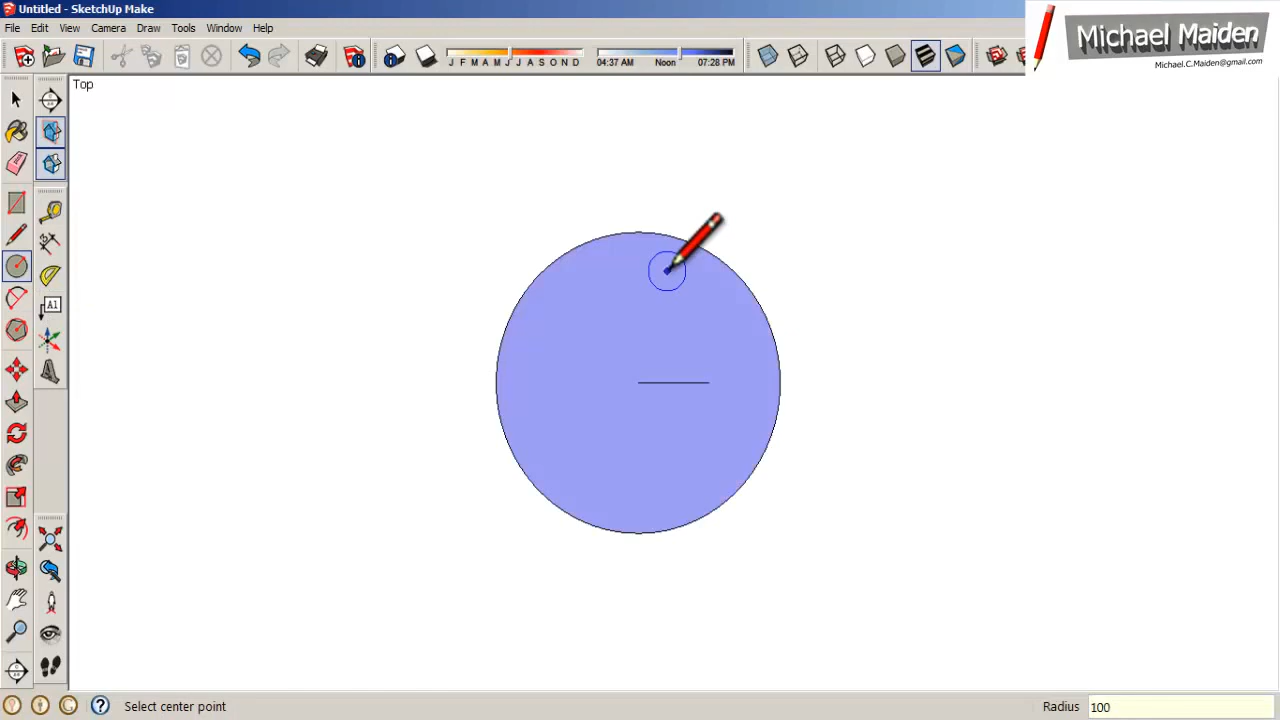 Untitled - SketchUp Make
File Edit View Camera Draw Tools Window Help
Michael Maiden
Michael.C.Maiden@gmail.com
J F M A M J J A S O N D 04:37 AM Noon 07:28 PM
Top
A1
Select center point Radius 100